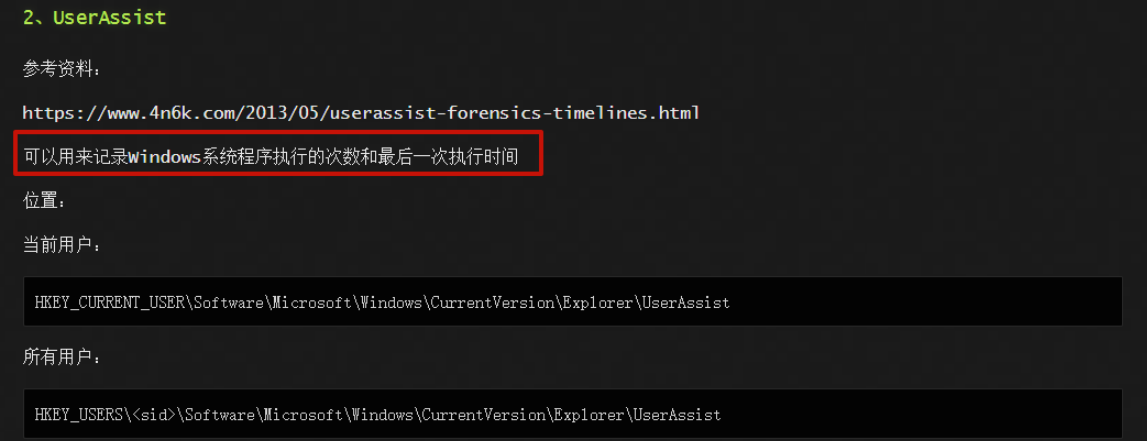 2、UserAssist
参考资料：
https://www.4n6k.com/2013/05/userassist-forensics-timelines.html
可以用来记录Windows系统程序执行的次数和最后一次执行时间
位置：
当前用户：
HKEY_CURRENT_USER\Software\Microsoft\Windows\CurrentVersion\Explorer\UserAssist
所有用户：
HKEY_USERS\<sid>\Software\Microsoft\Windows\CurrentVersion\Explorer\UserAssist